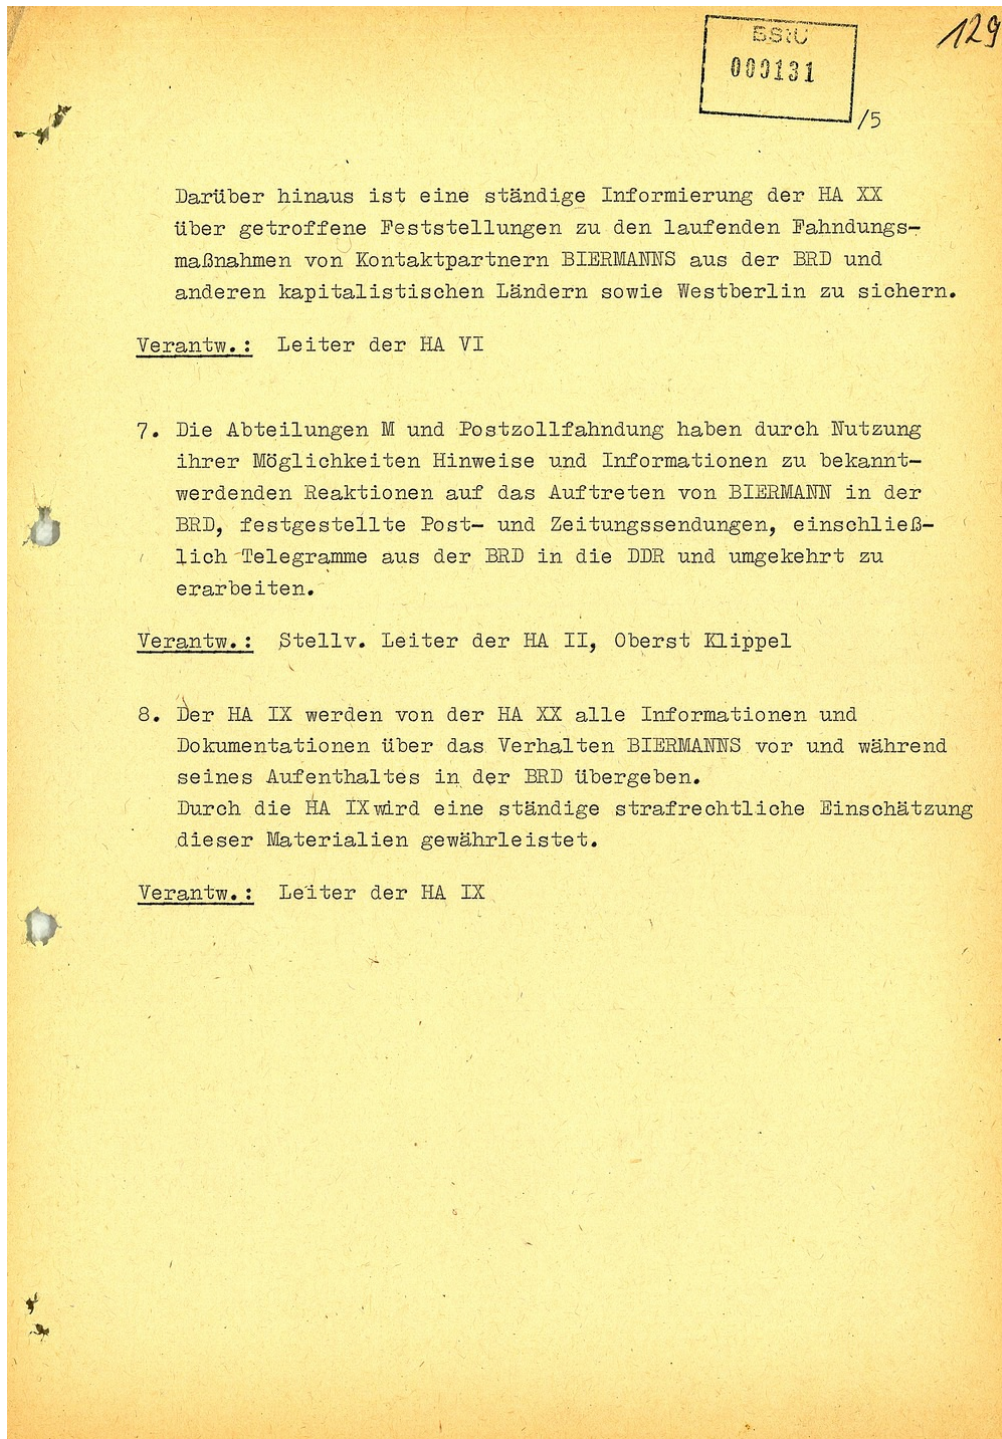 129
BStU
000131
/5
Darüber hinaus ist eine ständige Informierung der HA XX
über getroffene Feststellungen zu den laufenden Fahndungs-
maßnahmen von Kontaktpartnern BIERMANNS aus der BRD und
anderen kapitalistischen Ländern sowie Westberlin zu sichern.
Verantw.: Leiter der HA VI
7. Die Abteilungen M und Postzollfahndung haben durch Nutzung
ihrer Möglichkeiten Hinweise und Informationen zu bekannt-
werdenden Reaktionen auf das Auftreten von BIERMANN in der
BRD, festgestellte Post- und Zeitungssendungen, einschließ-
lich Telegramme aus der BRD in die DDR und umgekehrt zu
erarbeiten.
Verantw.: Stellv. Leiter der HA II, Oberst Klippel
8. Der HA IX werden von der HA XX alle Informationen und
Dokumentationen über das Verhalten BIERMANNS vor und während
seines Aufenthaltes in der BRD übergeben.
Durch die HA IX wird eine ständige strafrechtliche Einschätzung
dieser Materialien gewährleistet.
Verantw.: Leiter der HA IX